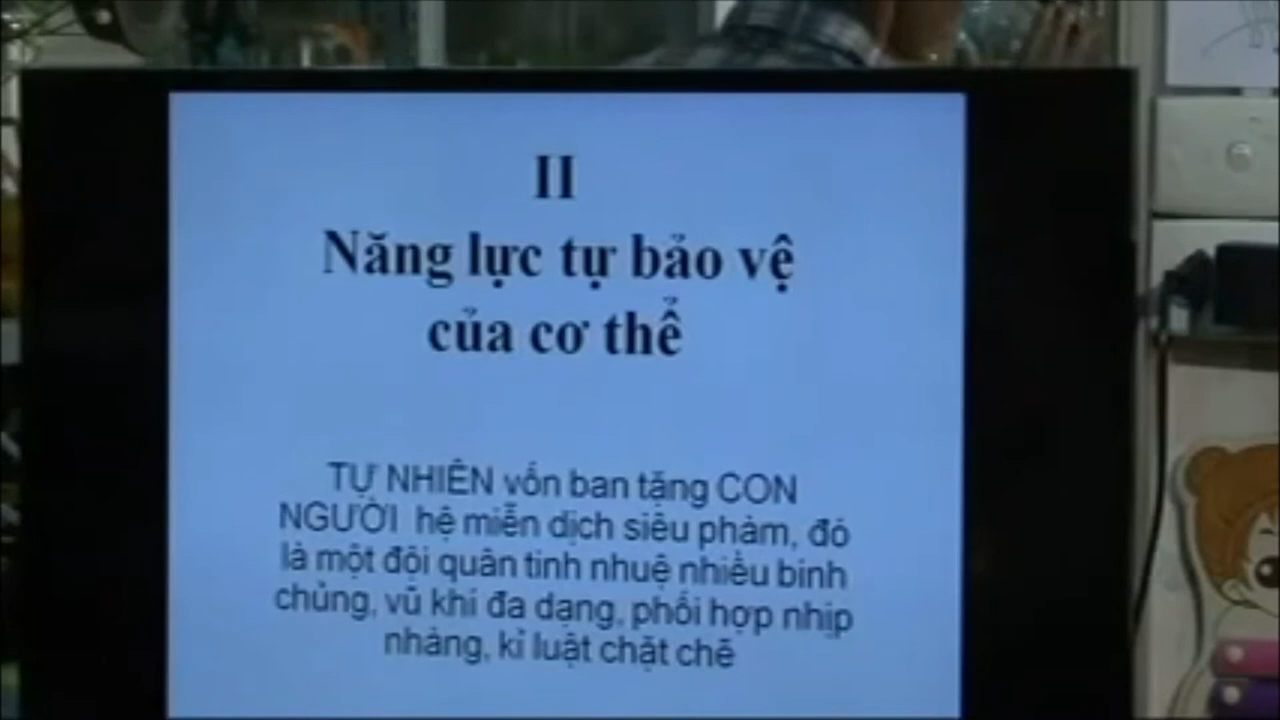 II
Năng lực tự bảo vệ
của cơ thể
TỰ NHIÊN vốn ban tặng CON
NGƯỜI hệ miễn dịch siêu phàm, đó
là một đội quân tinh nhuệ nhiều binh
chủng, vũ khí đa dạng, phối hợp nhịp
nhàng, kỉ luật chặt chẽ